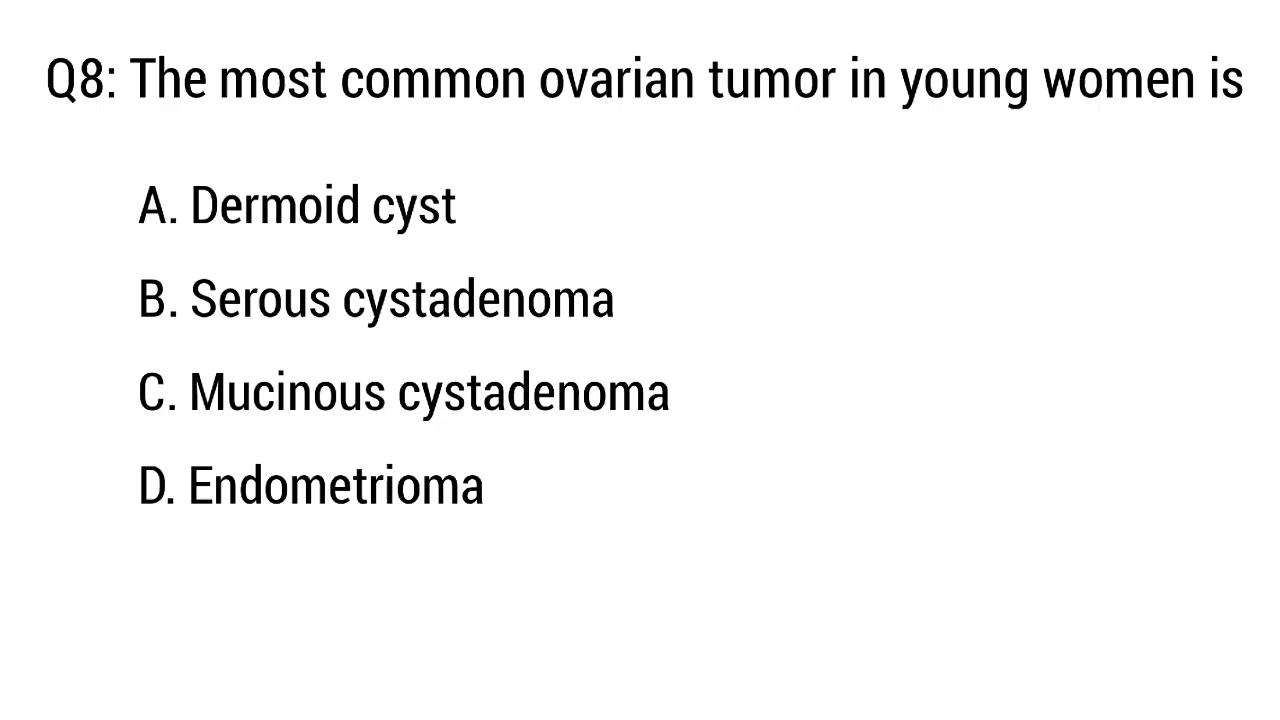 Q8: The most common ovarian tumor in young women is
A. Dermoid cyst
B. Serous cystadenoma
C. Mucinous cystadenoma
D. Endometrioma